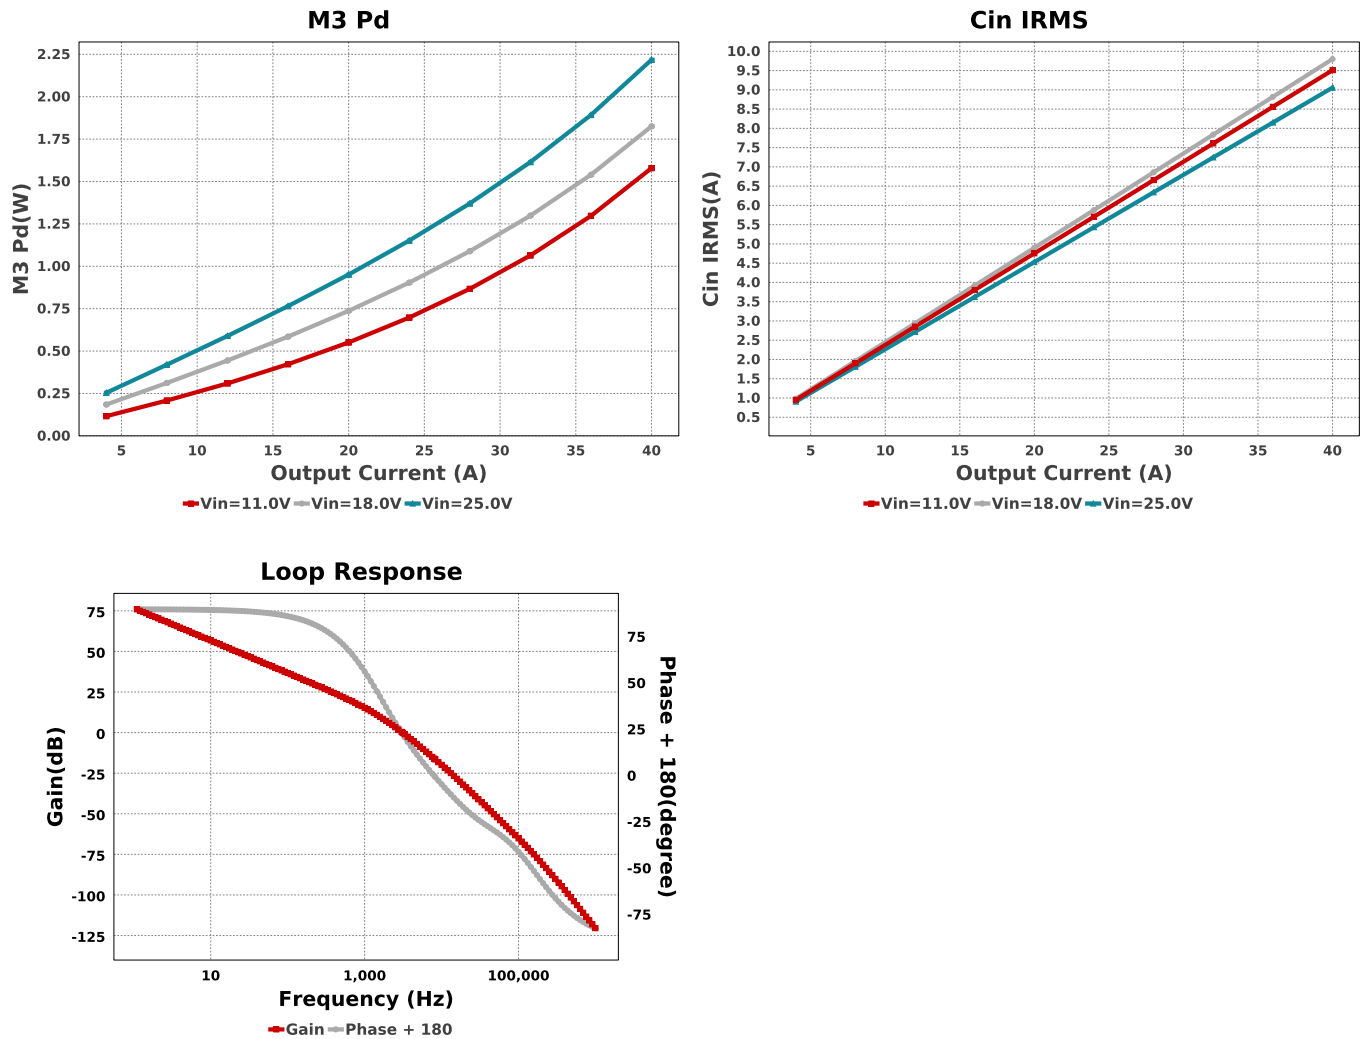 M3 Pd
M3 Pd(W)
2.25
2.00
1.75
1.50
1.25
1.00
0.75
0.50
0.25
0.00
5 10 15 20 25 30 35 40
Output Current (A)
Vin=11.0V Vin=18.0V Vin=25.0V
Cin IRMS
Cin IRMS(A)
10.0
9.5
9.0
8.5
8.0
7.5
7.0
6.5
6.0
5.5
5.0
4.5
4.0
3.5
3.0
2.5
2.0
1.5
1.0
0.5
5 10 15 20 25 30 35 40
Output Current (A)
Vin=11.0V Vin=18.0V Vin=25.0V
Loop Response
Gain(dB)
75
50
25
0
-25
-50
-75
-100
-125
75
50
25
0
-25
-50
-75
Phase + 180(degree)
10 1,000 100,000
Frequency (Hz)
Gain Phase + 180